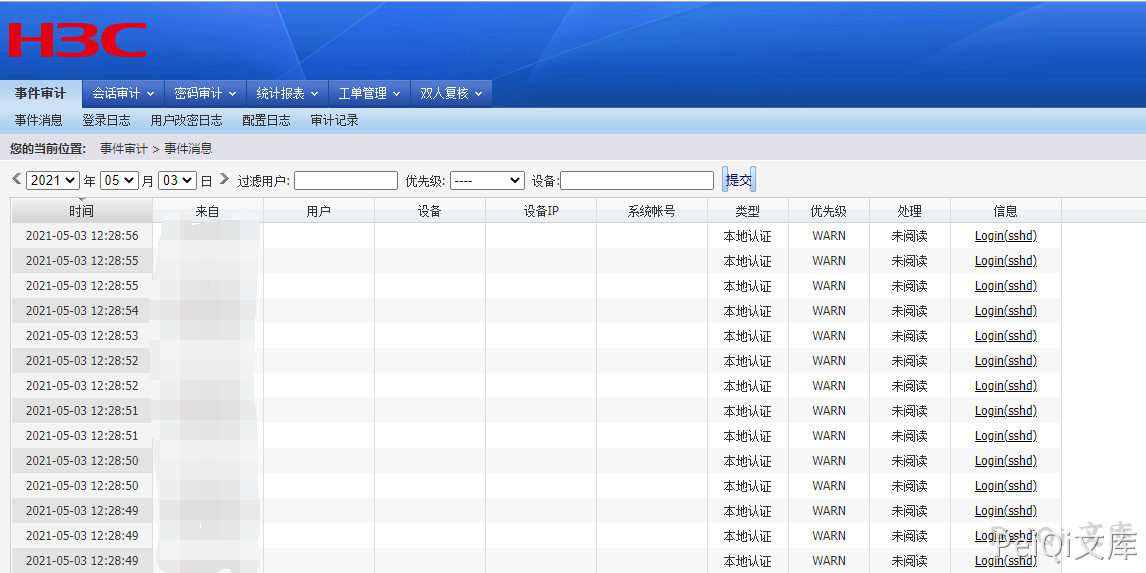 H3C
事件审计 会话审计 密码审计 统计报表 工单管理 双人复核
事件消息 登录日志 用户改密日志 配置日志 审计记录
您的当前位置: 事件审计 > 事件消息
< 2021 年 05 月 03 日 > 过滤用户: 优先级: ---- 设备: 提交
时间 来自 用户 设备 设备IP 系统帐号 类型 优先级 处理 信息
2021-05-03 12:28:56 本地认证 WARN 未阅读 Login(sshd)
2021-05-03 12:28:55 本地认证 WARN 未阅读 Login(sshd)
2021-05-03 12:28:55 本地认证 WARN 未阅读 Login(sshd)
2021-05-03 12:28:54 本地认证 WARN 未阅读 Login(sshd)
2021-05-03 12:28:53 本地认证 WARN 未阅读 Login(sshd)
2021-05-03 12:28:52 本地认证 WARN 未阅读 Login(sshd)
2021-05-03 12:28:52 本地认证 WARN 未阅读 Login(sshd)
2021-05-03 12:28:51 本地认证 WARN 未阅读 Login(sshd)
2021-05-03 12:28:51 本地认证 WARN 未阅读 Login(sshd)
2021-05-03 12:28:50 本地认证 WARN 未阅读 Login(sshd)
2021-05-03 12:28:50 本地认证 WARN 未阅读 Login(sshd)
2021-05-03 12:28:49 本地认证 WARN 未阅读 Login(sshd)
2021-05-03 12:28:49 本地认证 WARN 未阅读 Login(sshd)
2021-05-03 12:28:49 本地认证 WARN 未阅读 Login(sshd)
PeiQi 文库
PeiQi文库